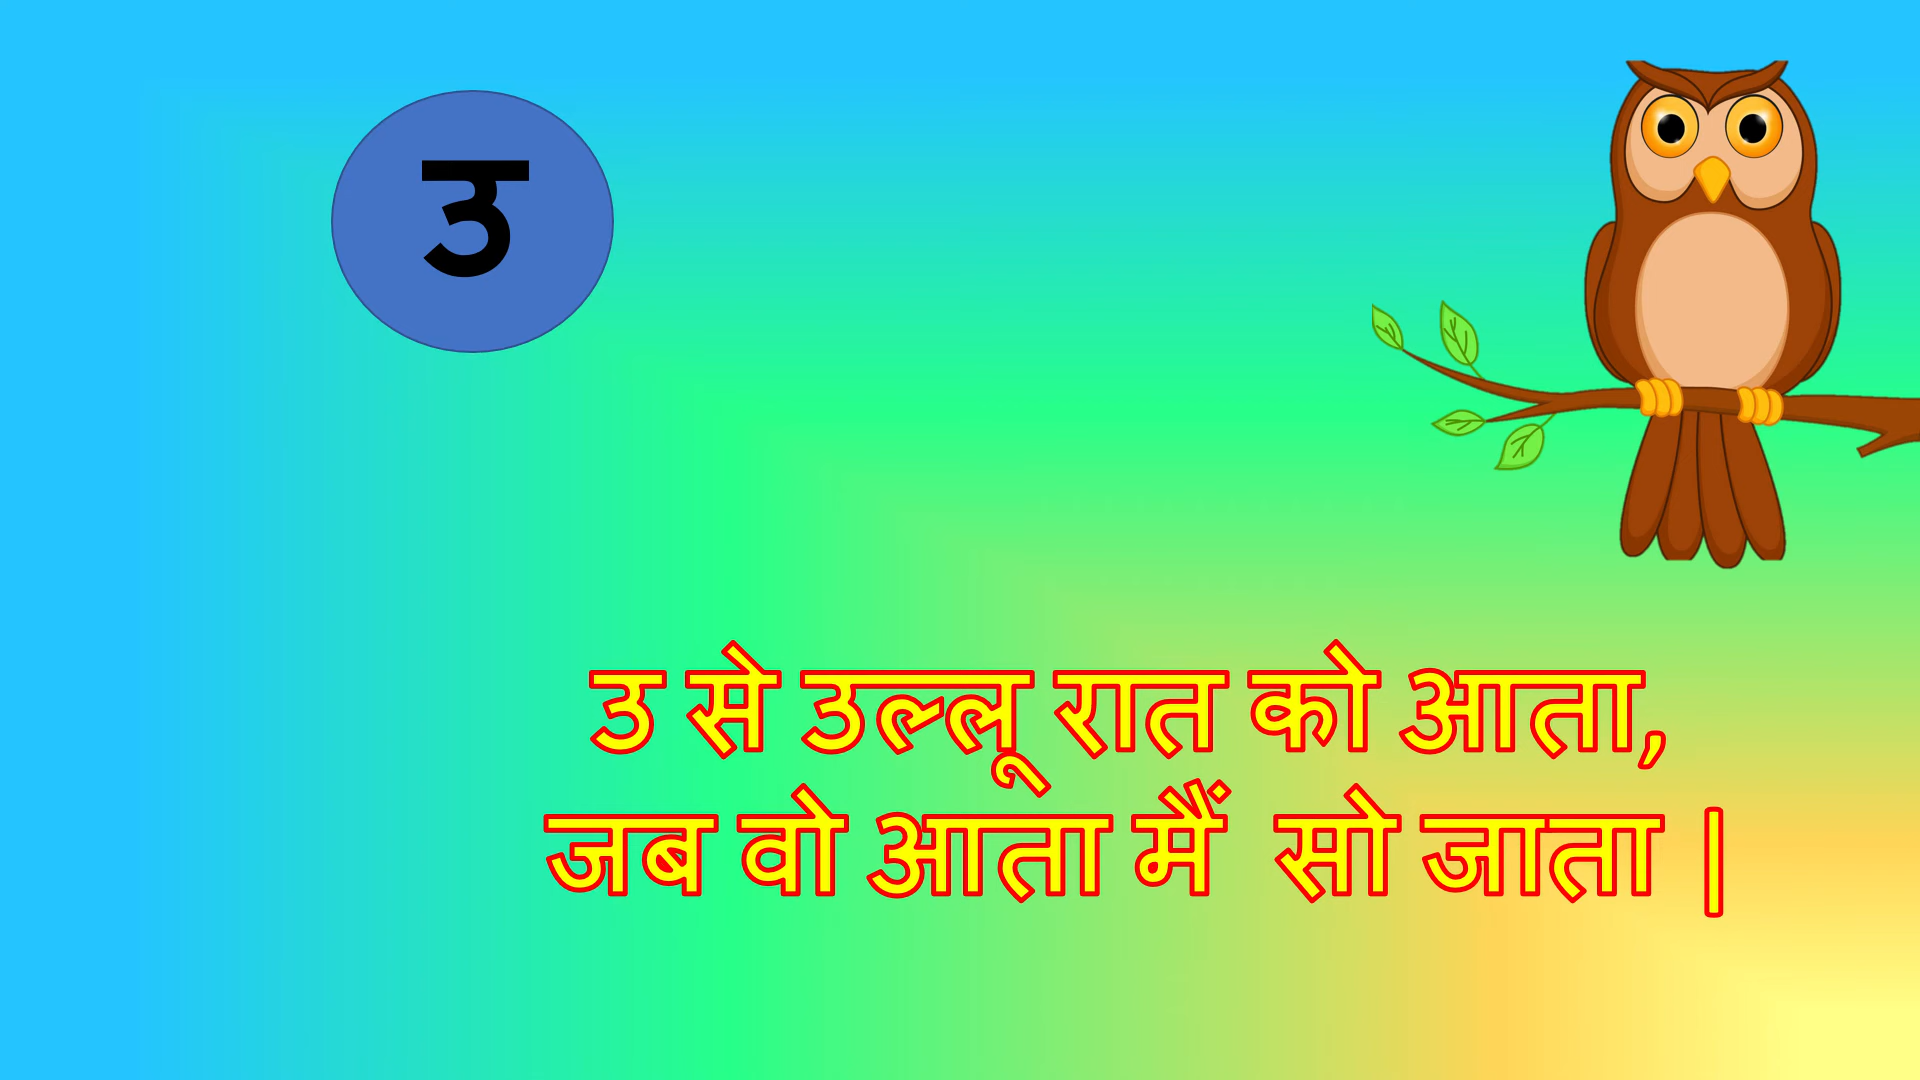 उ
उ से उल्लू रात को आता,
जब वो आता मैं  सो जाता |